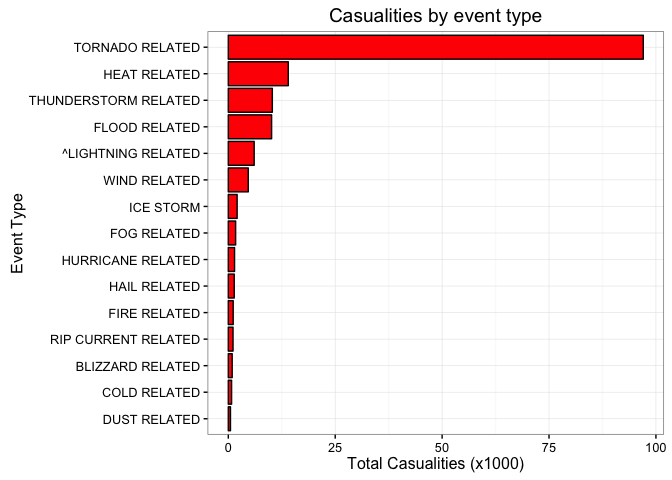 Casualities by event type
TORNADO RELATED
HEAT RELATED
THUNDERSTORM RELATED
FLOOD RELATED
^LIGHTNING RELATED
WIND RELATED
ICE STORM
FOG RELATED
HURRICANE RELATED
HAIL RELATED
FIRE RELATED
RIP CURRENT RELATED
BLIZZARD RELATED
COLD RELATED
DUST RELATED
Event Type
0 25 50 75 100
Total Casualities (x1000)